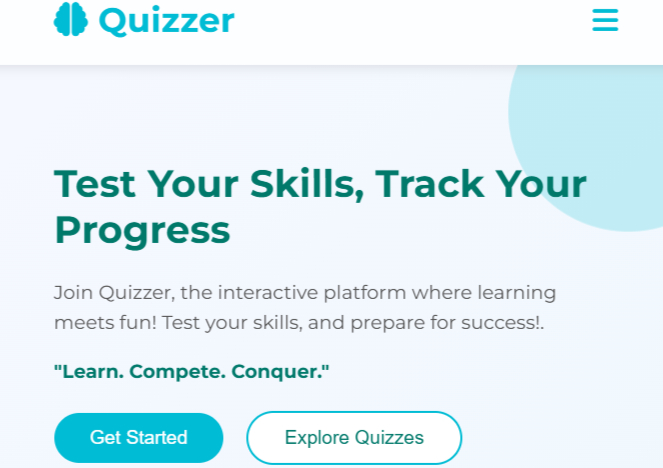 Quizzer
Test Your Skills, Track Your
Progress
Join Quizzer, the interactive platform where learning
meets fun! Test your skills, and prepare for success!.
"Learn. Compete. Conquer."
Get Started
Explore Quizzes